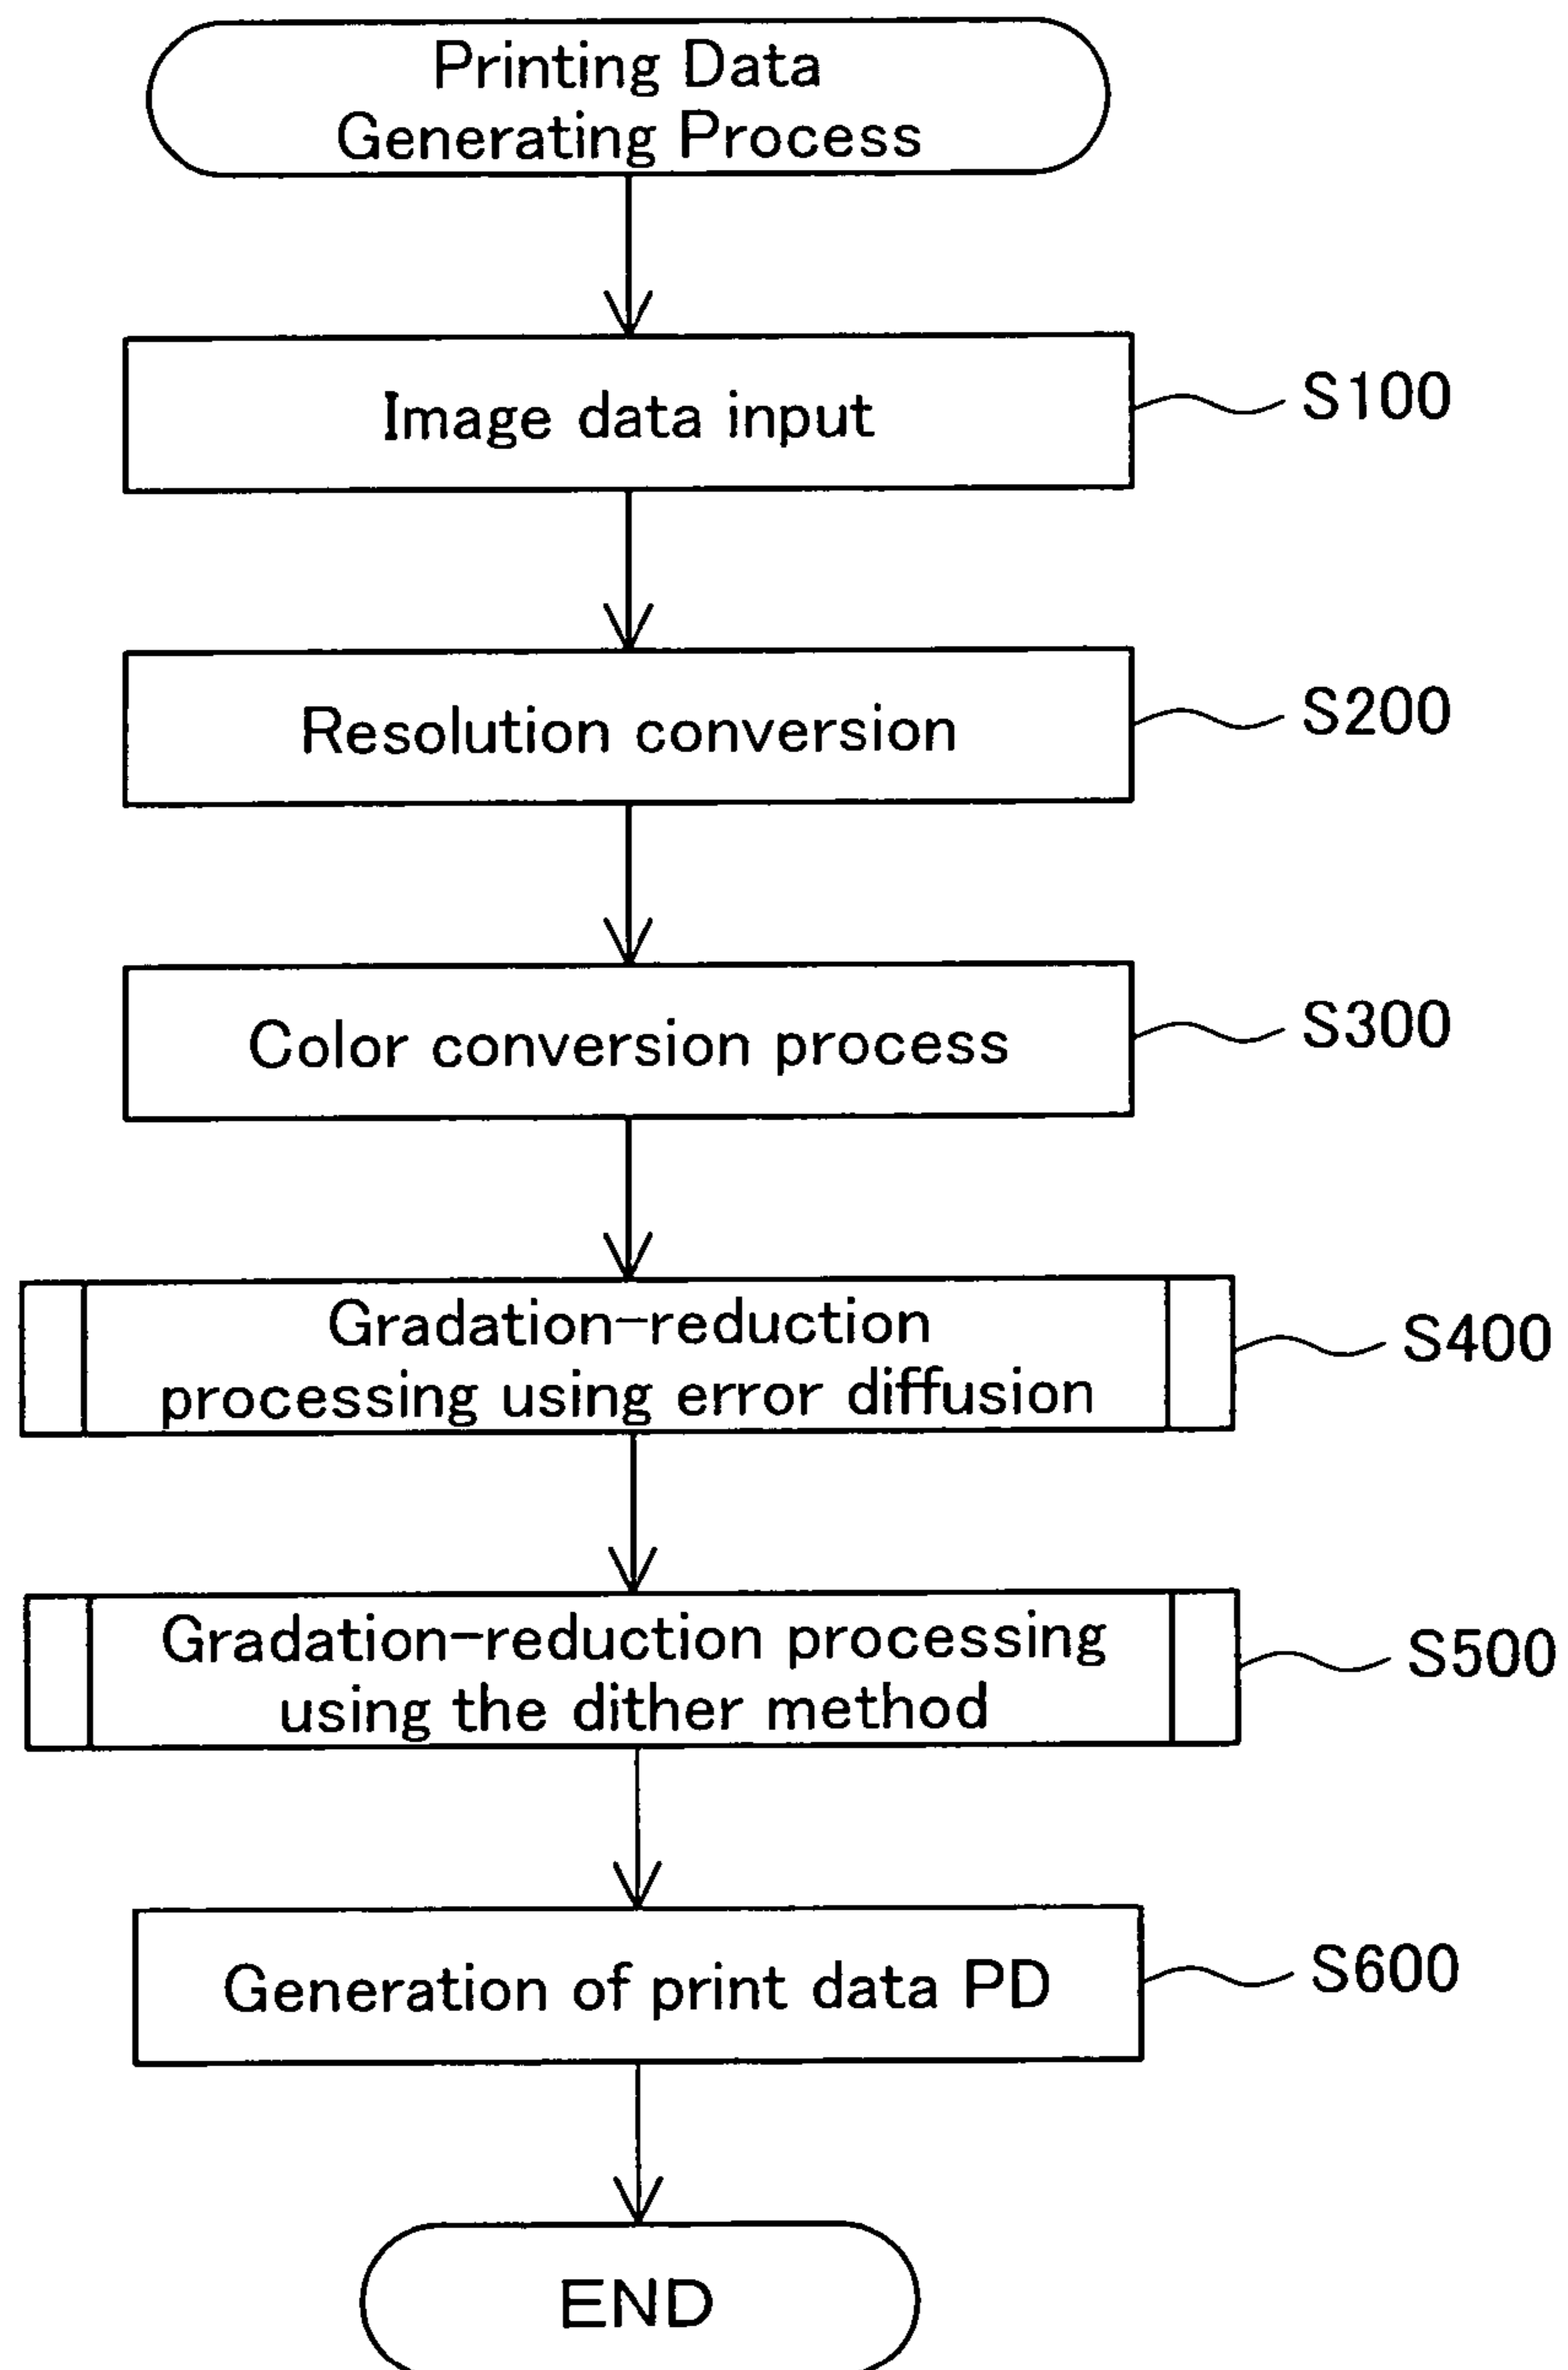 Printing Data
Generating Process
Image data input
S100
Resolution conversion
S200
Color conversion process
S300
Gradation-reduction
processing using error diffusion
S400
Gradation-reduction processing
using the dither method
S500
Generation of print data PD
S600
END